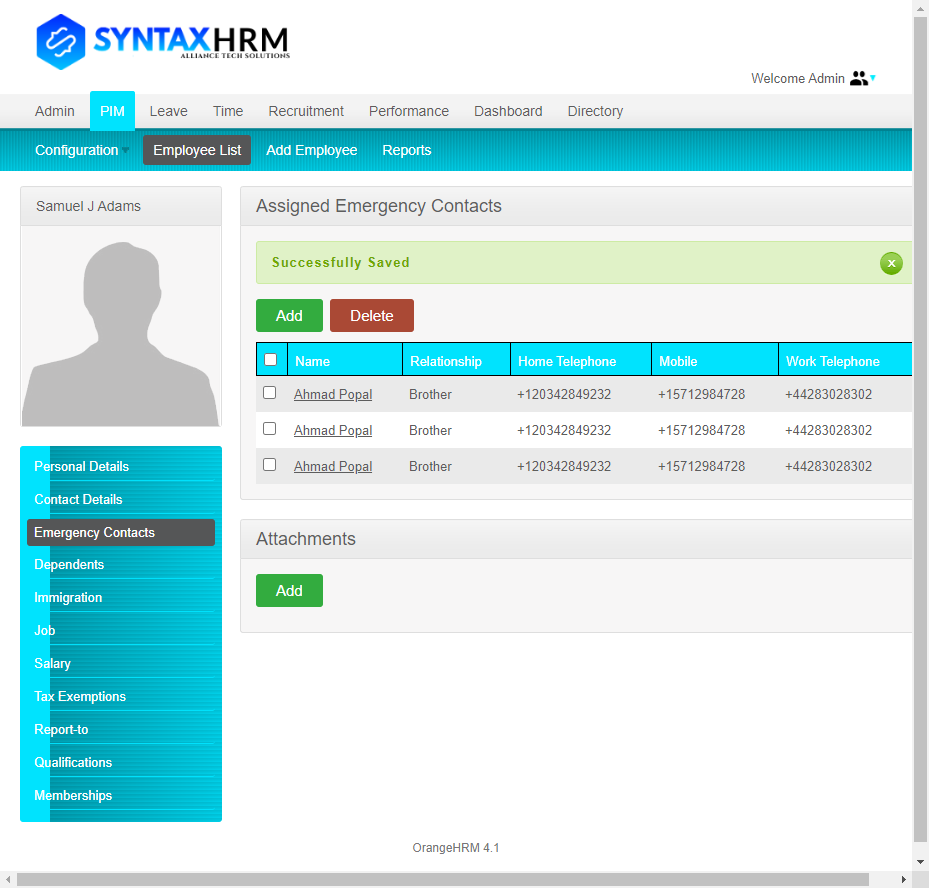 SYNTAXHRM
ALLIANCE TECH SOLUTIONS
Welcome Admin
Admin PIM Leave Time Recruitment Performance Dashboard Directory
Configuration Employee List Add Employee Reports
Samuel J Adams
Assigned Emergency Contacts
Successfully Saved
Add Delete
Name Relationship Home Telephone Mobile Work Telephone
Ahmad Popal Brother +120342849232 +15712984728 +44283028302
Ahmad Popal Brother +120342849232 +15712984728 +44283028302
Ahmad Popal Brother +120342849232 +15712984728 +44283028302
Personal Details
Contact Details
Emergency Contacts
Dependents
Immigration
Job
Salary
Tax Exemptions
Report-to
Qualifications
Memberships
Attachments
Add
OrangeHRM 4.1